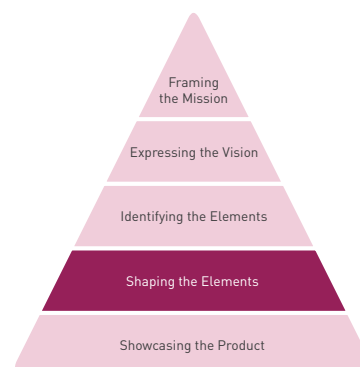 Framing
the Mission
Expressing the Vision
Identifying the Elements
Shaping the Elements
Showcasing the Product